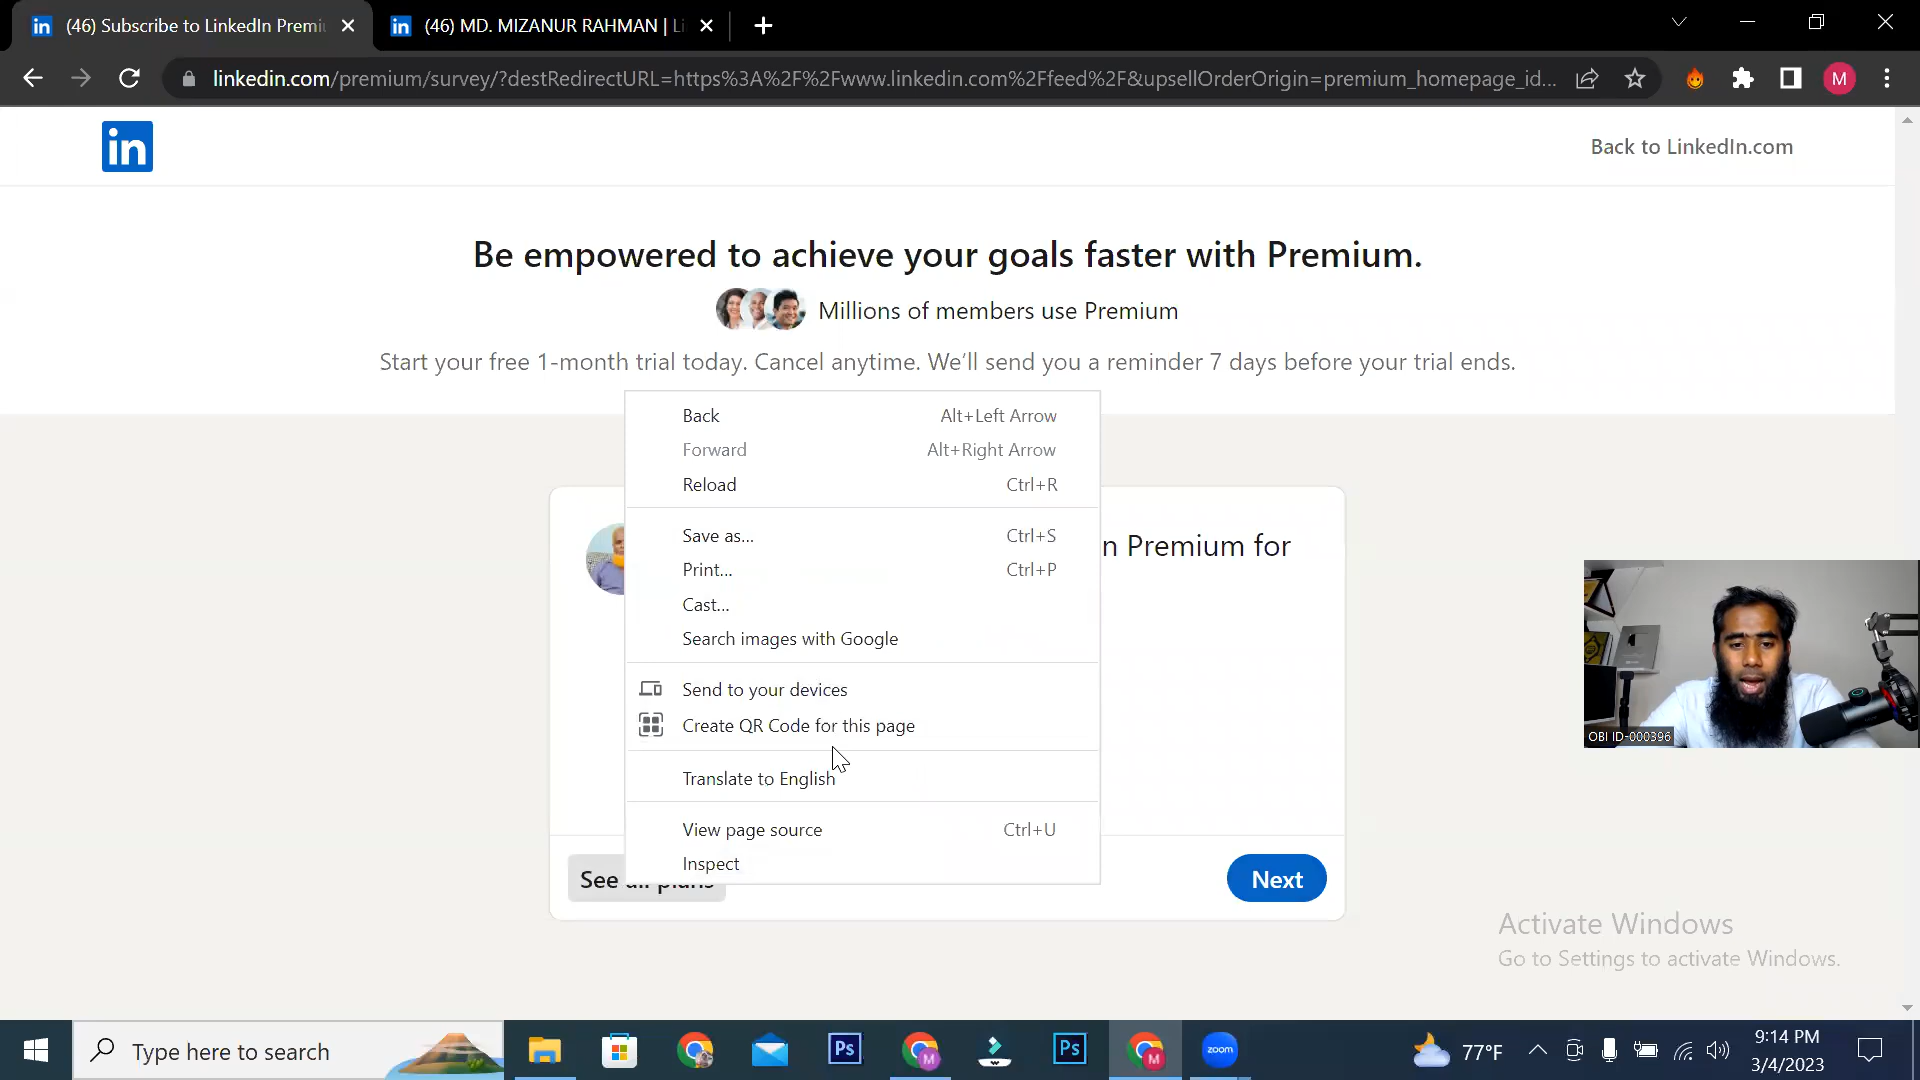 (46) Subscribe to LinkedIn Premi
(46) MD. MIZANUR RAHMAN | Li
linkedin.com/premium/survey/?destRedirectURL=https%3A%2F%2Fwww.linkedin.com%2Ffeed%2F&upsellOrderOrigin=premium_homepage_id...
M
in
Back to LinkedIn.com
Be empowered to achieve your goals faster with Premium.
Millions of members use Premium
Start your free 1-month trial today. Cancel anytime. We'll send you a reminder 7 days before your trial ends.
Back Alt+Left Arrow
Forward Alt+Right Arrow
Reload Ctrl+R
Save as... Ctrl+S
Print... Ctrl+P
Cast...
Search images with Google
Send to your devices
Create QR Code for this page
Translate to English
View page source Ctrl+U
Inspect
n Premium for
See all plans
Next
OBI ID-000396
Activate Windows
Go to Settings to activate Windows.
Type here to search
Ps
M
Ps
M
zoom
77°F
9:14 PM
3/4/2023